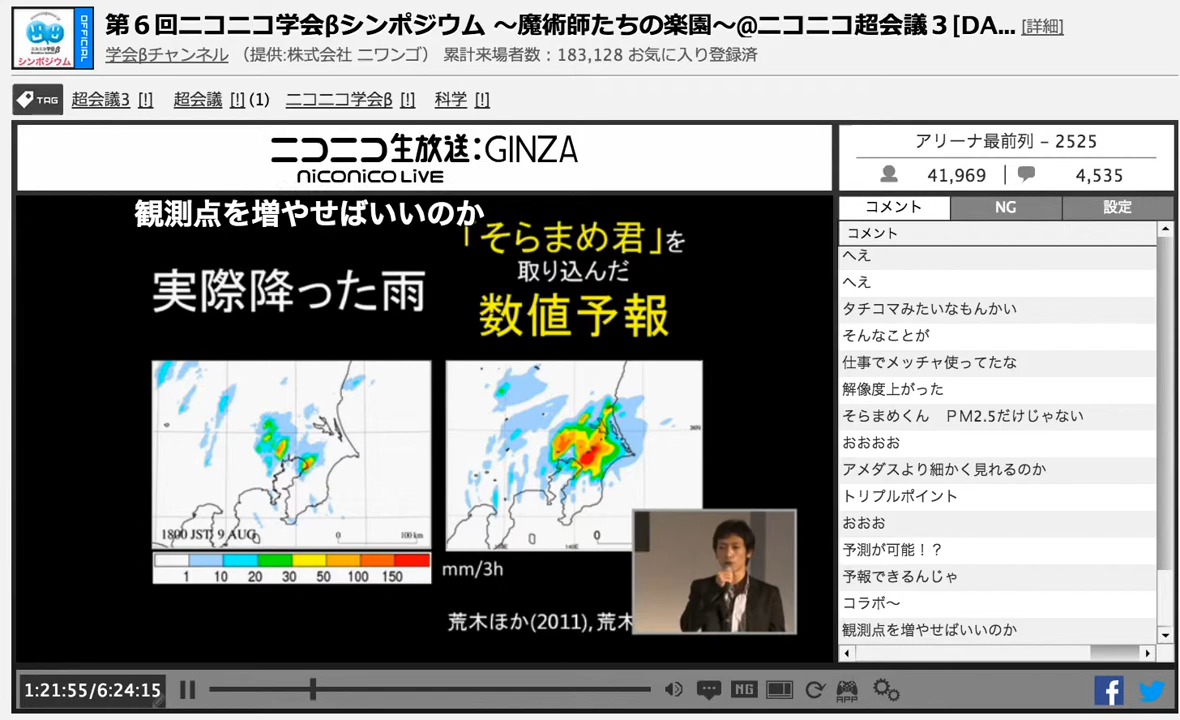 第6回ニコニコ学会βシンポジウム ～魔術師たちの楽園～@ニコニコ超会議3[DA... [詳細]
学会βチャンネル （提供:株式会社 ニワンゴ） 累計来場者数：183,128 お気に入り登録済
シンポジウム
OFFICIAL
TAG 超会議3 [!] 超会議 [!](1) ニコニコ学会β [!] 科学 [!]
ニコニコ生放送:GINZA
niconico Live
アリーナ最前列 – 2525
41,969 4,535
コメント NG 設定
コメント
へえ
へえ
タチコマみたいなもんかい
そんなことが
仕事でメッチャ使ってたな
解像度上がった
そらまめくん　ＰＭ2.5だけじゃない
おおおお
アメダスより細かく見れるのか
トリプルポイント
おおお
予測が可能！？
予報できるんじゃ
コラボ～
観測点を増やせばいいのか
観測点を増やせばいいのか
実際降った雨
「そらまめ君」を
取り込んだ
数値予報
1800 JST, 9 AUG
0 100 km
36N
140E
0
1 10 20 30 50 100 150
mm/3h
荒木ほか(2011), 荒木
1:21:55/6:24:15
NG
APP